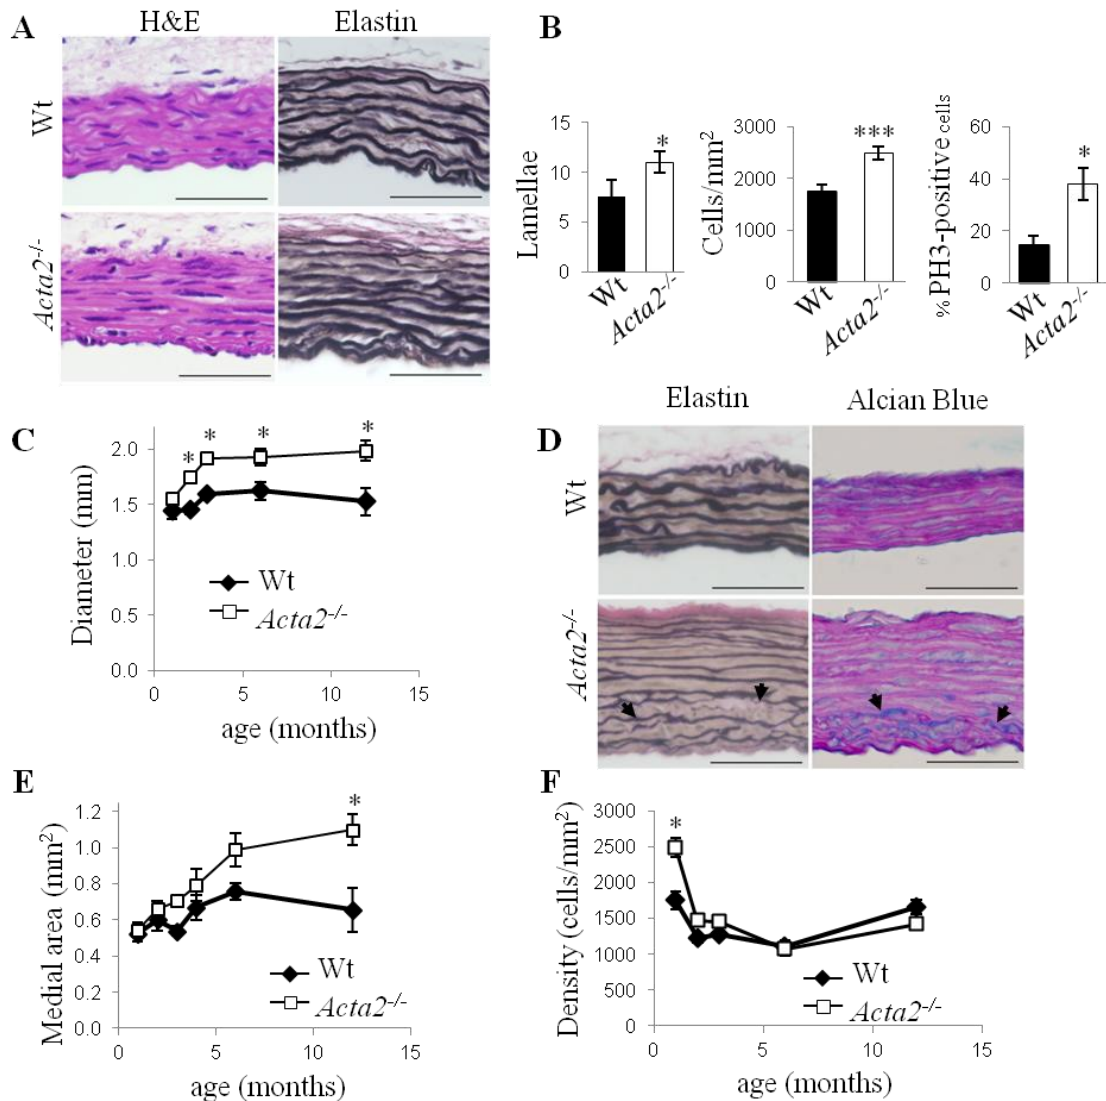 A
H&E
Elastin
Wt
Acta2-/-
B
Lamellae
15
10
5
0
*
Wt
Acta2-/-
Cells/mm2
3000
2000
1000
0
***
Wt
Acta2-/-
% PH3-positive cells
60
40
20
0
*
Wt
Acta2-/-
C
Diameter (mm)
2.0
1.5
1.0
0.5
0.0
* * * *
Wt
Acta2-/-
0 5 10 15
age (months)
D
Elastin
Alcian Blue
Wt
Acta2-/-
E
Medial area (mm2)
1.2
1.0
0.8
0.6
0.4
0.2
0.0
*
Wt
Acta2-/-
0 5 10 15
age (months)
F
Density (cells/mm2)
3000
2500
2000
1500
1000
500
0
*
Wt
Acta2-/-
0 5 10 15
age (months)